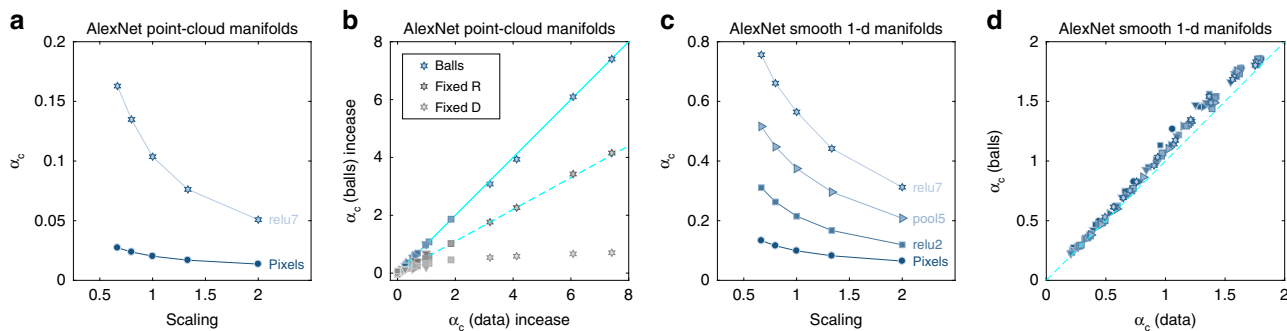 a
AlexNet point-cloud manifolds
0.2
0.15
0.1
0.05
0
α_c
relu7
Pixels
0.5
1
1.5
2
Scaling
b
AlexNet point-cloud manifolds
8
6
4
2
0
α_c (balls) incease
Balls
Fixed R
Fixed D
0
2
4
6
8
α_c (data) incease
c
AlexNet smooth 1-d manifolds
0.8
0.6
0.4
0.2
0
α_c
relu7
pool5
relu2
Pixels
0.5
1
1.5
2
Scaling
d
AlexNet smooth 1-d manifolds
2
1.5
1
0.5
0
α_c (balls)
0
0.5
1
1.5
2
α_c (data)